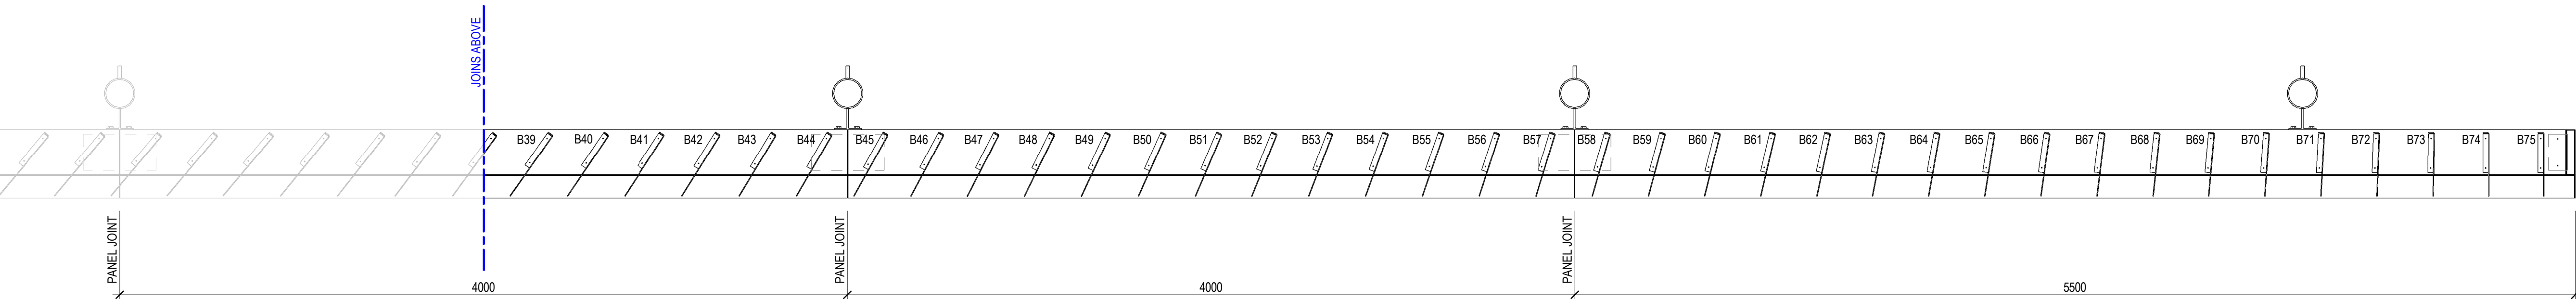 JOINS ABOVE
B39
B40
B41
B42
B43
B44
B45
B46
B47
B48
B49
B50
B51
B52
B53
B54
B55
B56
B57
B58
B59
B60
B61
B62
B63
B64
B65
B66
B67
B68
B69
B70
B71
B72
B73
B74
B75
PANEL JOINT
PANEL JOINT
PANEL JOINT
4000
4000
5500